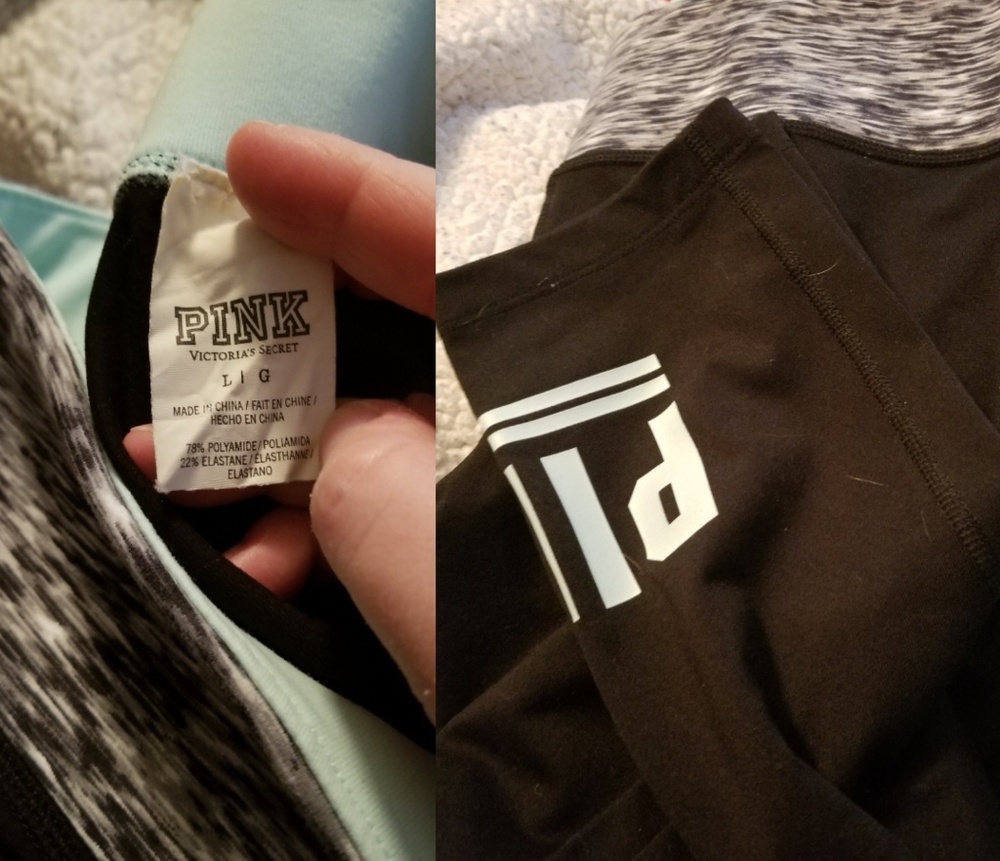 PINK
VICTORIA'S SECRET
L | G
MADE IN CHINA / FAIT EN CHINE /
HECHO EN CHINA
78% POLYAMIDE / POLIAMIDA
22% ELASTANE / ÉLASTHANNE /
ELASTANO
PI